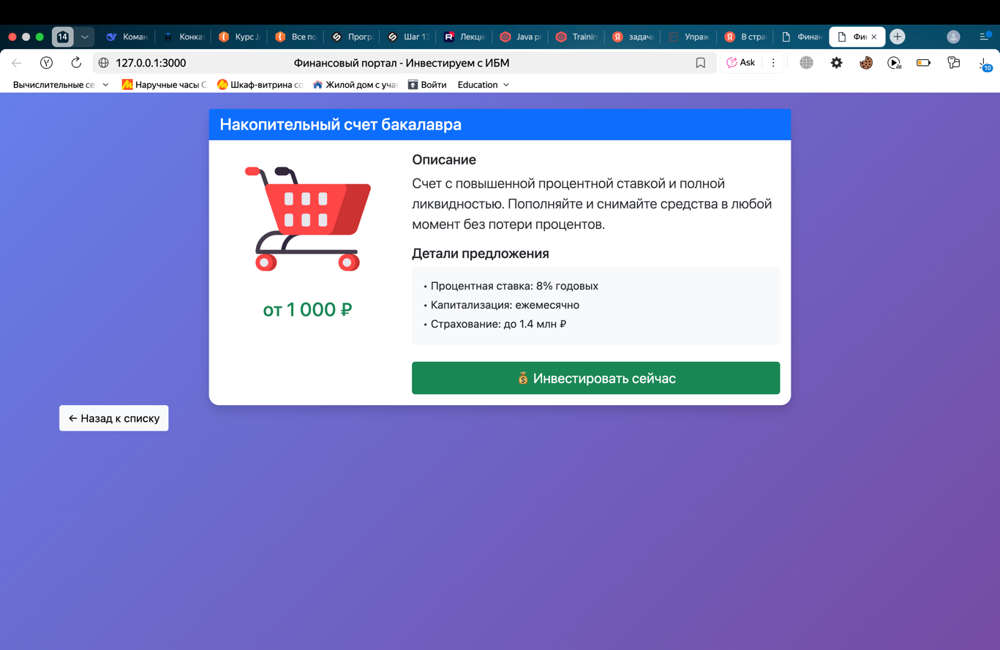 14
Коман
Конкат
Курс Ja
Все по
Прогр
Шаг 13
Лекци
Java pr
Trainin
задачи
Упраж
В стра
Финан
Фин
127.0.0.1:3000
Финансовый портал - Инвестируем с ИБМ
Ask
10
Вычислительные се
Наручные часы С
Шкаф-витрина со
Жилой дом с учас
Войти
Education
Накопительный счет бакалавра
Описание
Счет с повышенной процентной ставкой и полной
ликвидностью. Пополняйте и снимайте средства в любой
момент без потери процентов.
Детали предложения
• Процентная ставка: 8% годовых
• Капитализация: ежемесячно
• Страхование: до 1.4 млн ₽
от 1 000 ₽
💰 Инвестировать сейчас
← Назад к списку